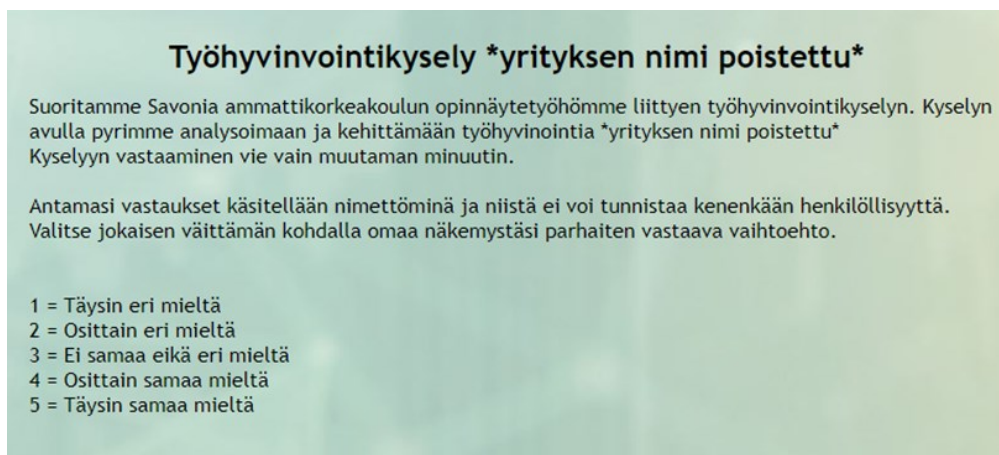 Työhyvinvointikysely *yrityksen nimi poistettu*
Suoritamme Savonia ammattikorkeakoulun opinnäytetyöhömme liittyen työhyvinvointikyselyn. Kyselyn
avulla pyrimme analysoimaan ja kehittämään työhyvinointia *yrityksen nimi poistettu*
Kyselyyn vastaaminen vie vain muutaman minuutin.
Antamasi vastaukset käsitellään nimettöminä ja niistä ei voi tunnistaa kenenkään henkilöllisyyttä.
Valitse jokaisen väittämän kohdalla omaa näkemystäsi parhaiten vastaava vaihtoehto.
1 = Täysin eri mieltä
2 = Osittain eri mieltä
3 = Ei samaa eikä eri mieltä
4 = Osittain samaa mieltä
5 = Täysin samaa mieltä